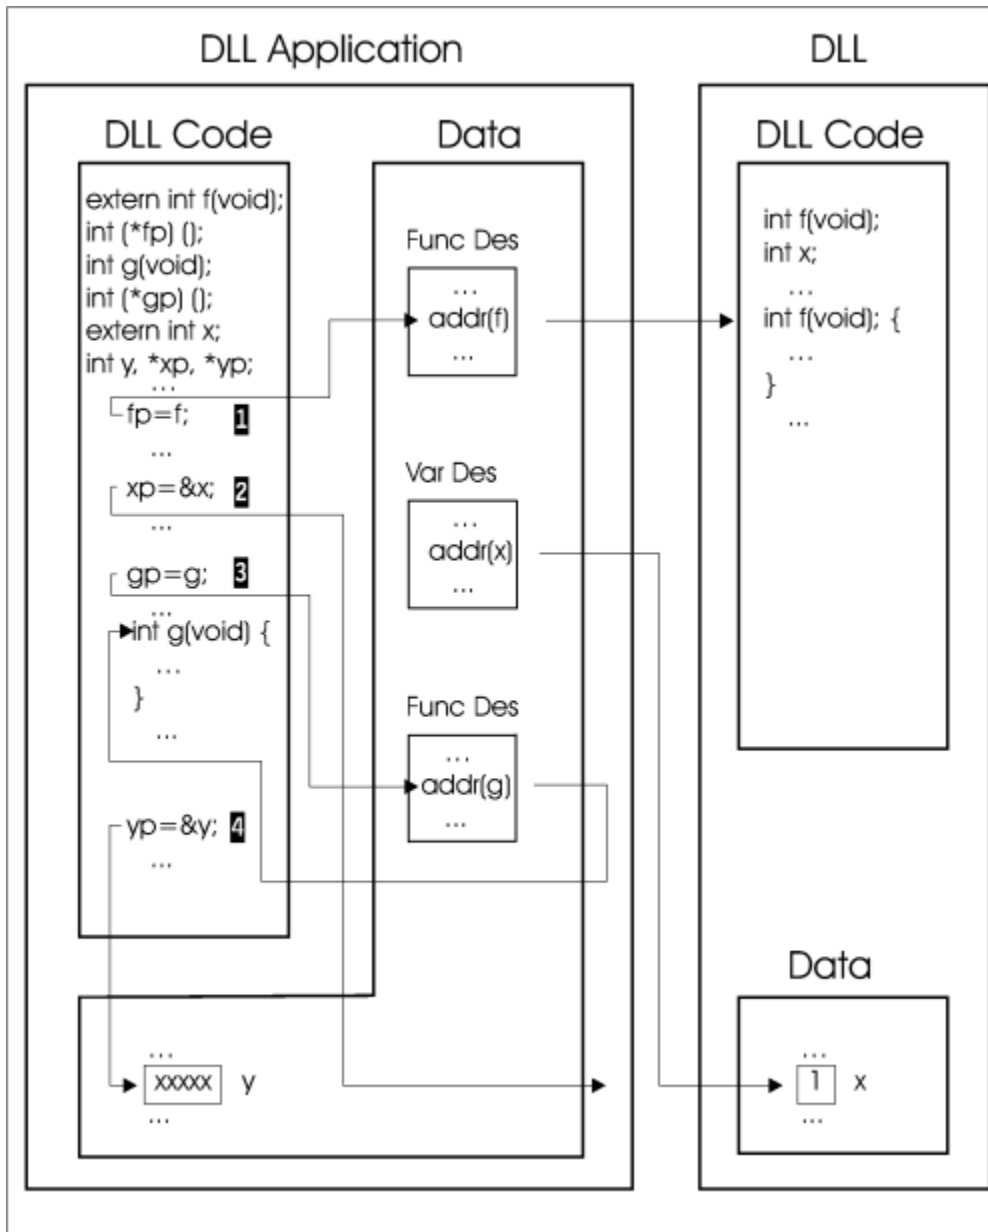 DLL Application
DLL Code
extern int f(void);
int (*fp) ();
int g(void);
int (*gp) ();
extern int x;
int y, *xp, *yp;
...
fp=f; 1
...
xp=&x; 2
...
gp=g; 3
...
int g(void) {
...
}
...
yp=&y; 4
...
Data
Func Des
...
addr(f)
...
Var Des
...
addr(x)
...
Func Des
...
addr(g)
...
...
xxxxx y
...
DLL
DLL Code
int f(void);
int x;
...
int f(void); {
...
}
...
Data
...
1 x
...